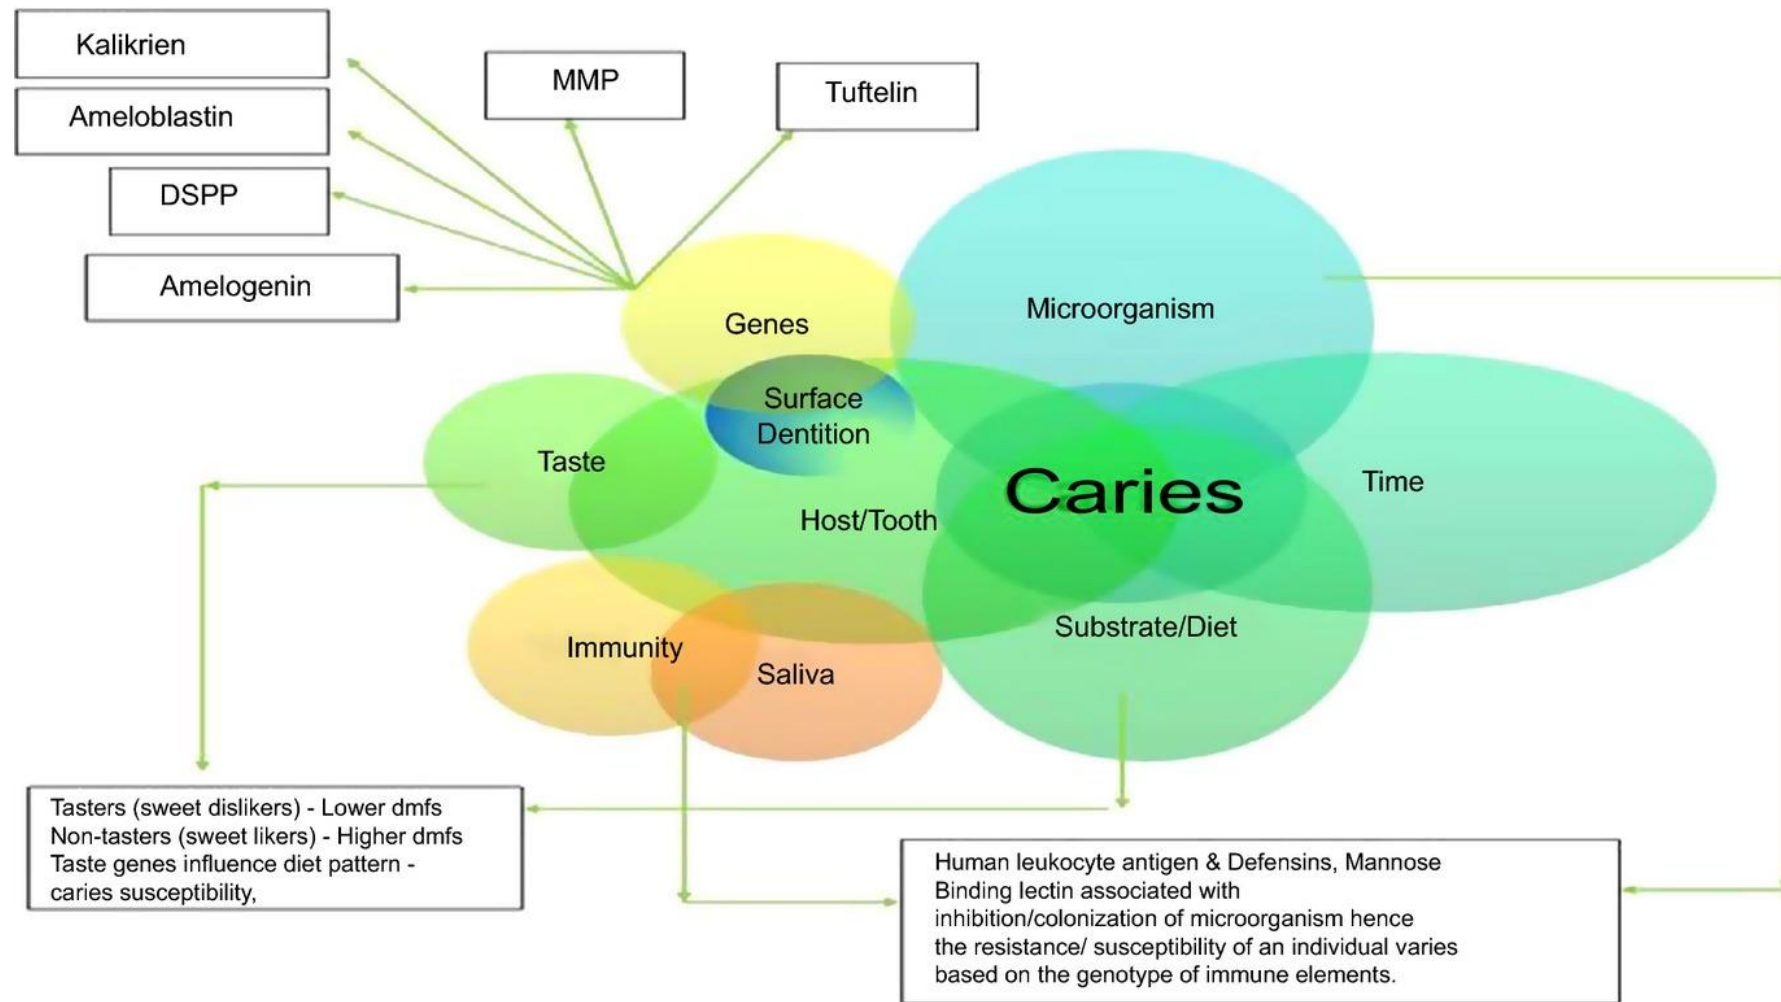 Kalikrien
MMP
Tuftelin
Ameloblastin
DSPP
Amelogenin
Genes
Microorganism
Surface
Dentition
Taste
Caries
Time
Host/Tooth
Immunity
Saliva
Substrate/Diet
Tasters (sweet dislikers) - Lower dmfs
Non-tasters (sweet likers) - Higher dmfs
Taste genes influence diet pattern -
caries susceptibility,
Human leukocyte antigen & Defensins, Mannose
Binding lectin associated with
inhibition/colonization of microorganism hence
the resistance/ susceptibility of an individual varies
based on the genotype of immune elements.